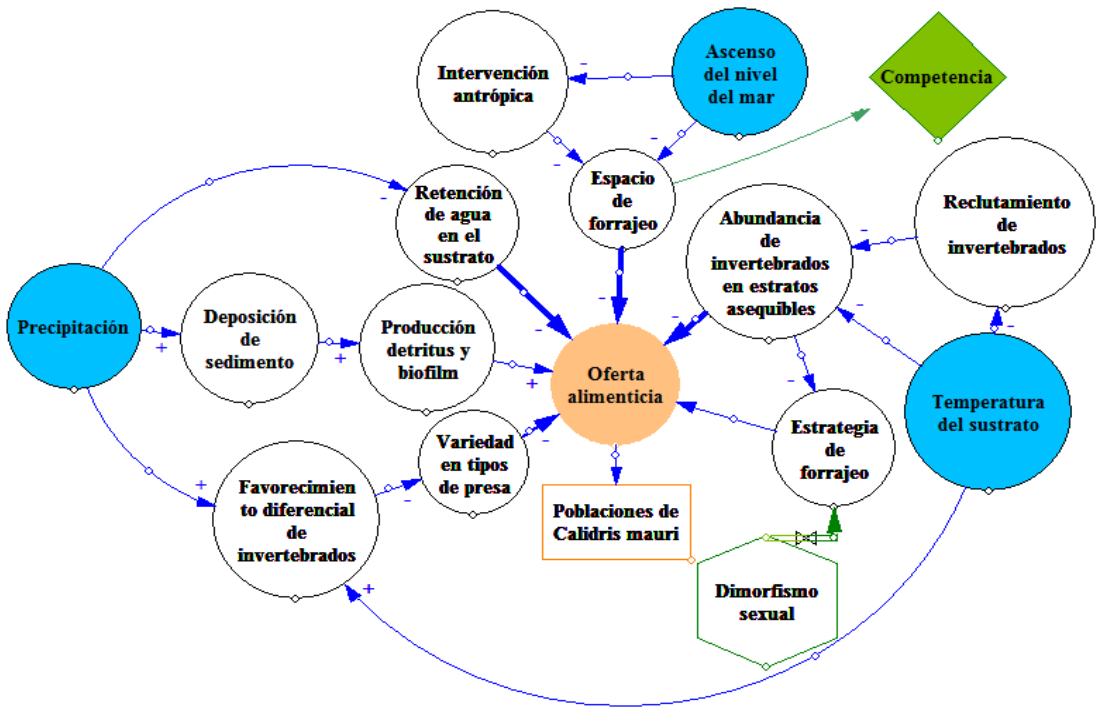 Intervención
antrópica
Ascenso
del nivel
del mar
Competencia
-
-
-
Espacio
de
forrajeo
Retención
de agua
en el
sustrato
-
Abundancia
de
invertebrados
en estratos
asequibles
Reclutamiento
de
invertebrados
-
Precipitación
+
Deposición
de
sedimento
+
Producción
detritus y
biofilm
+
-
-
-
-
-
Oferta
alimenticia
-
Temperatura
del sustrato
Estrategia
de
forrajeo
Variedad
en tipos
de presa
-
-
+
Favorecimien
to diferencial
de
invertebrados
+
Poblaciones de
Calidris mauri
Dimorfismo
sexual